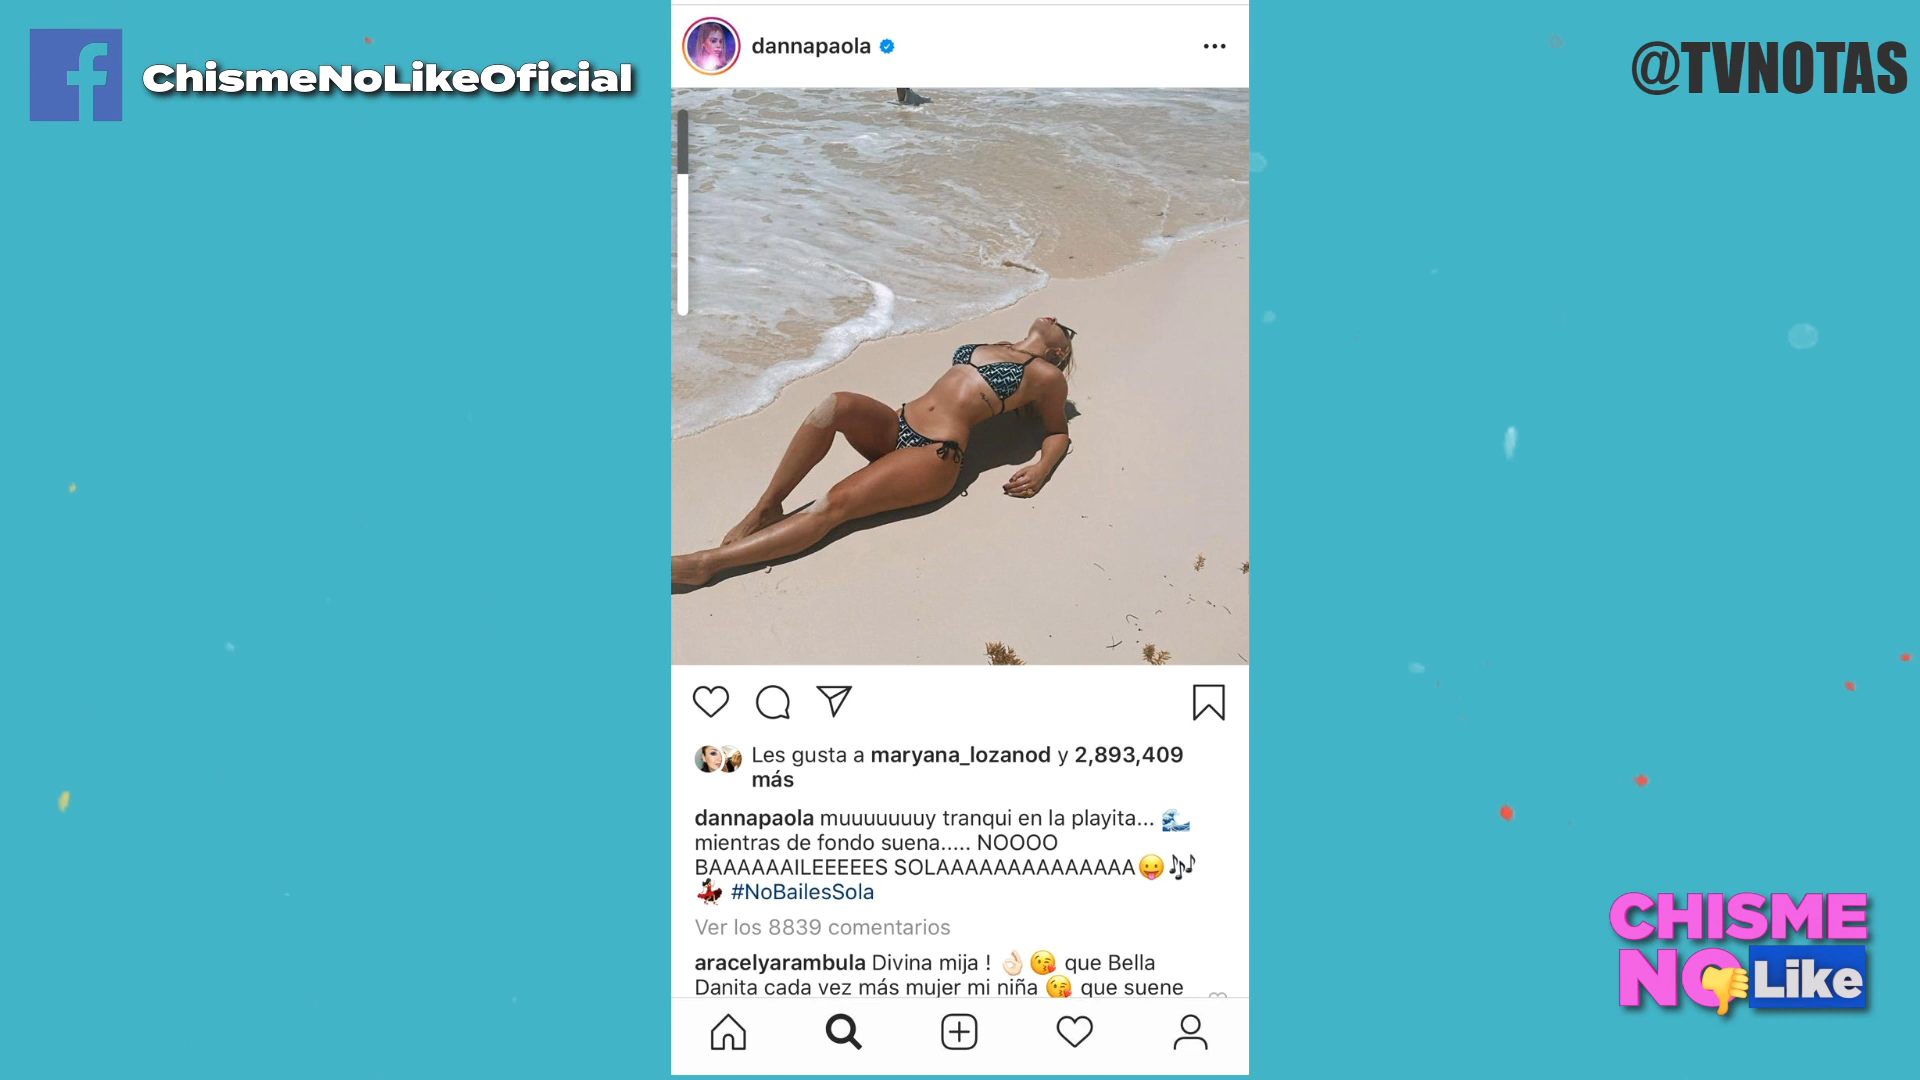 ChismeNoLikeOficial
@TVNOTAS
dannapaola
Les gusta a maryana_lozanod y 2,893,409
más
dannapaola muuuuuuuy tranqui en la playita... 🌊
mientras de fondo suena..... NOOOO
BAAAAAAILEEEEES SOLAAAAAAAAAAAAAA😛🎶
💃🏻 #NoBailesSola
Ver los 8839 comentarios
aracelyarambula Divina mija ! 👌🏻😘 que Bella
Danita cada vez más mujer mi niña 😘 que suene
CHISME
NO Like